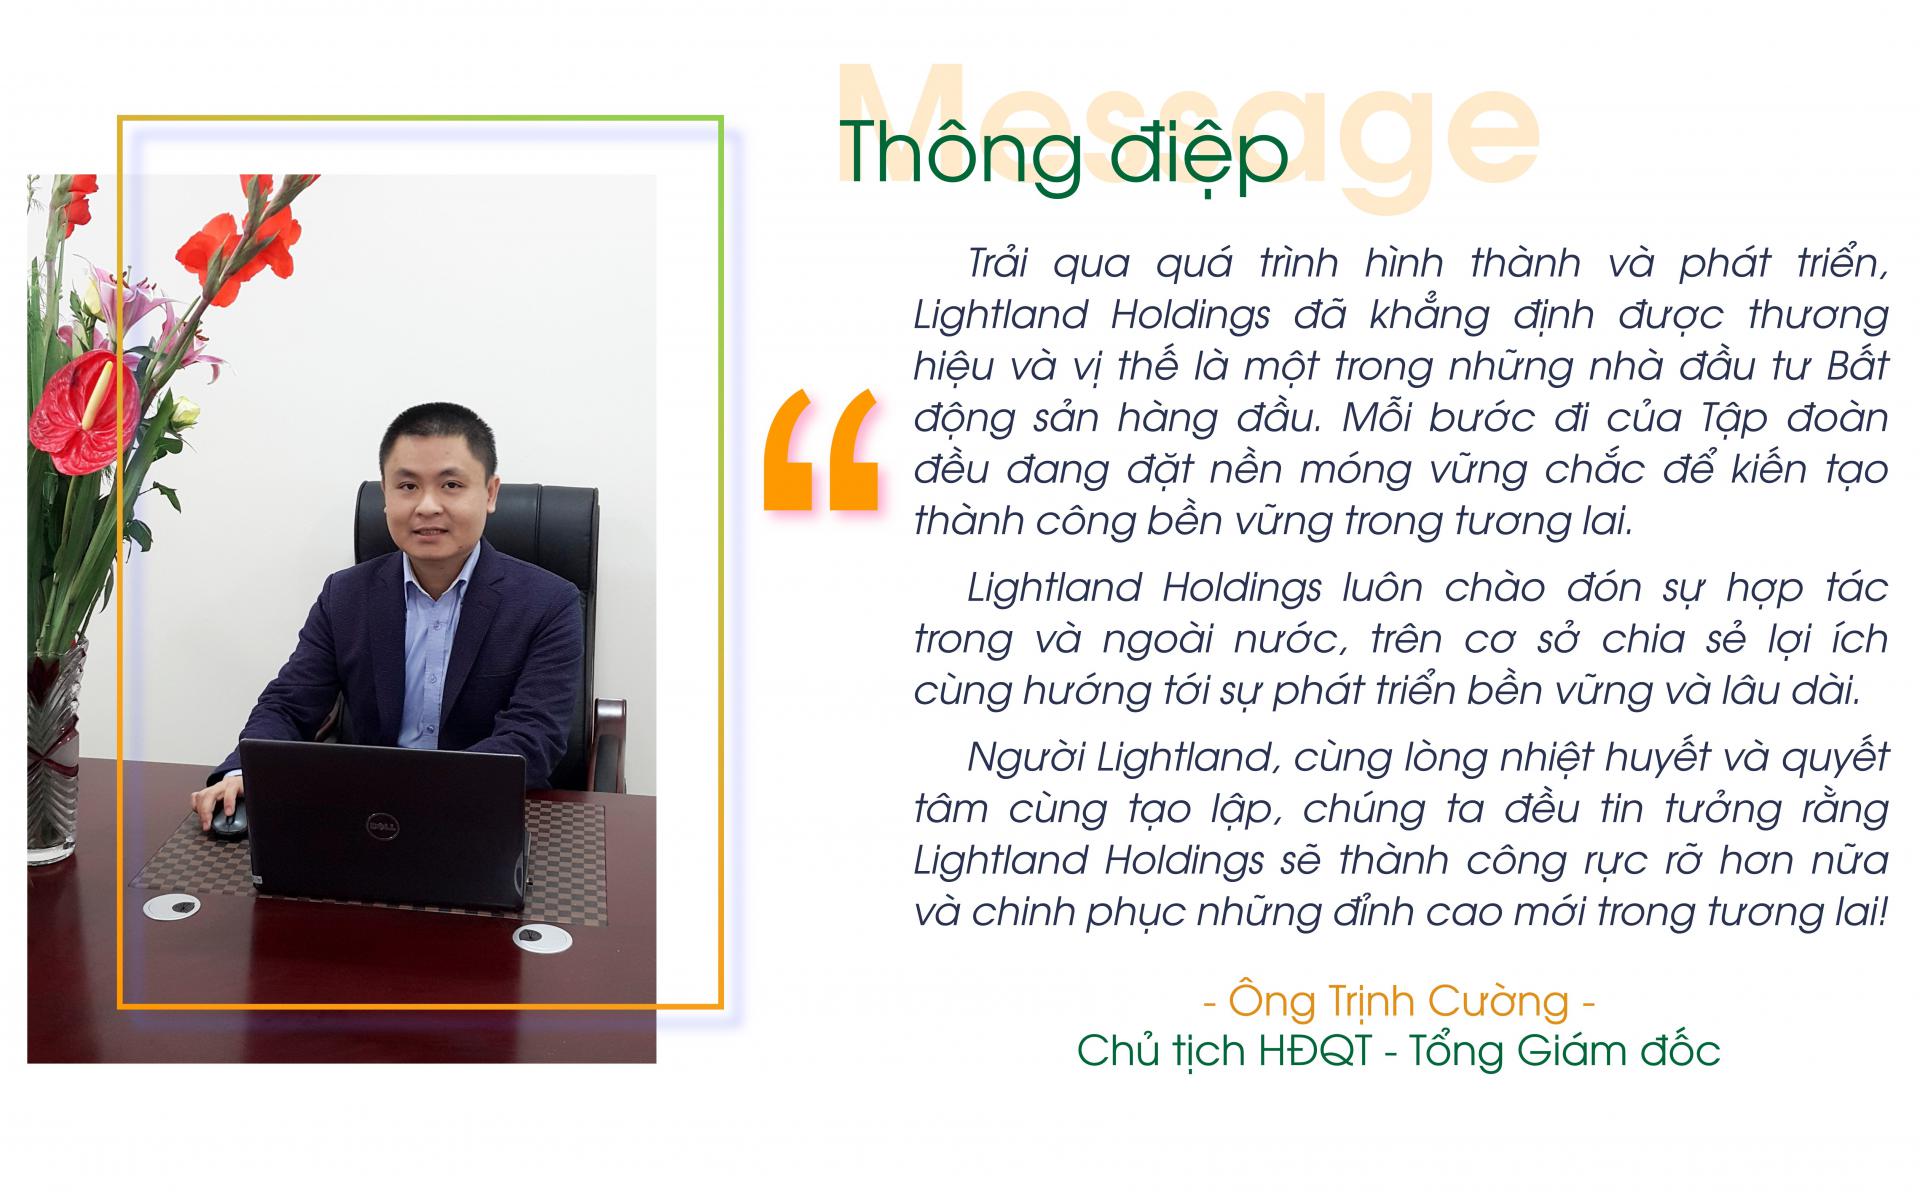 Message
Thông điệp
Trải qua quá trình hình thành và phát triển,
Lightland Holdings đã khẳng định được thương
hiệu và vị thế là một trong những nhà đầu tư Bất
động sản hàng đầu. Mỗi bước đi của Tập đoàn
đều đang đặt nền móng vững chắc để kiến tạo
thành công bền vững trong tương lai.
Lightland Holdings luôn chào đón sự hợp tác
trong và ngoài nước, trên cơ sở chia sẻ lợi ích
cùng hướng tới sự phát triển bền vững và lâu dài.
Người Lightland, cùng lòng nhiệt huyết và quyết
tâm cùng tạo lập, chúng ta đều tin tưởng rằng
Lightland Holdings sẽ thành công rực rỡ hơn nữa
và chinh phục những đỉnh cao mới trong tương lai!
- Ông Trịnh Cường -
Chủ tịch HĐQT - Tổng Giám đốc
DELL